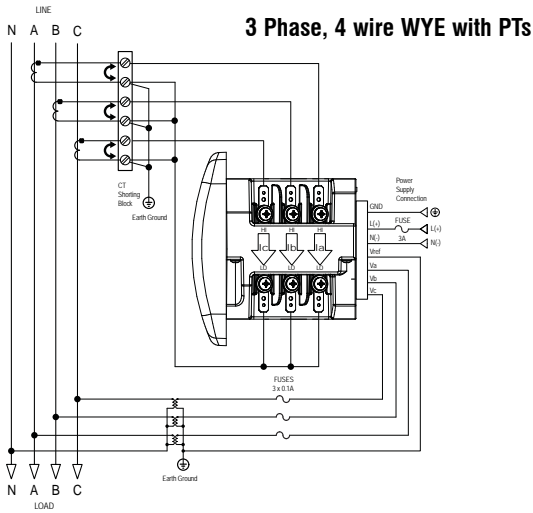 3 Phase, 4 wire WYE with PTs
LINE
N A B C
CT
Shorting
Block
Earth Ground
Power
Supply
Connection
GND
FUSE
L(+)
L(+)
3A
N(-)
N(-)
Vref
Va
Vb
Vc
HI HI HI
Ic Ib Ia
LO LO LO
FUSES
3 x 0.1A
Earth Ground
N A B C
LOAD